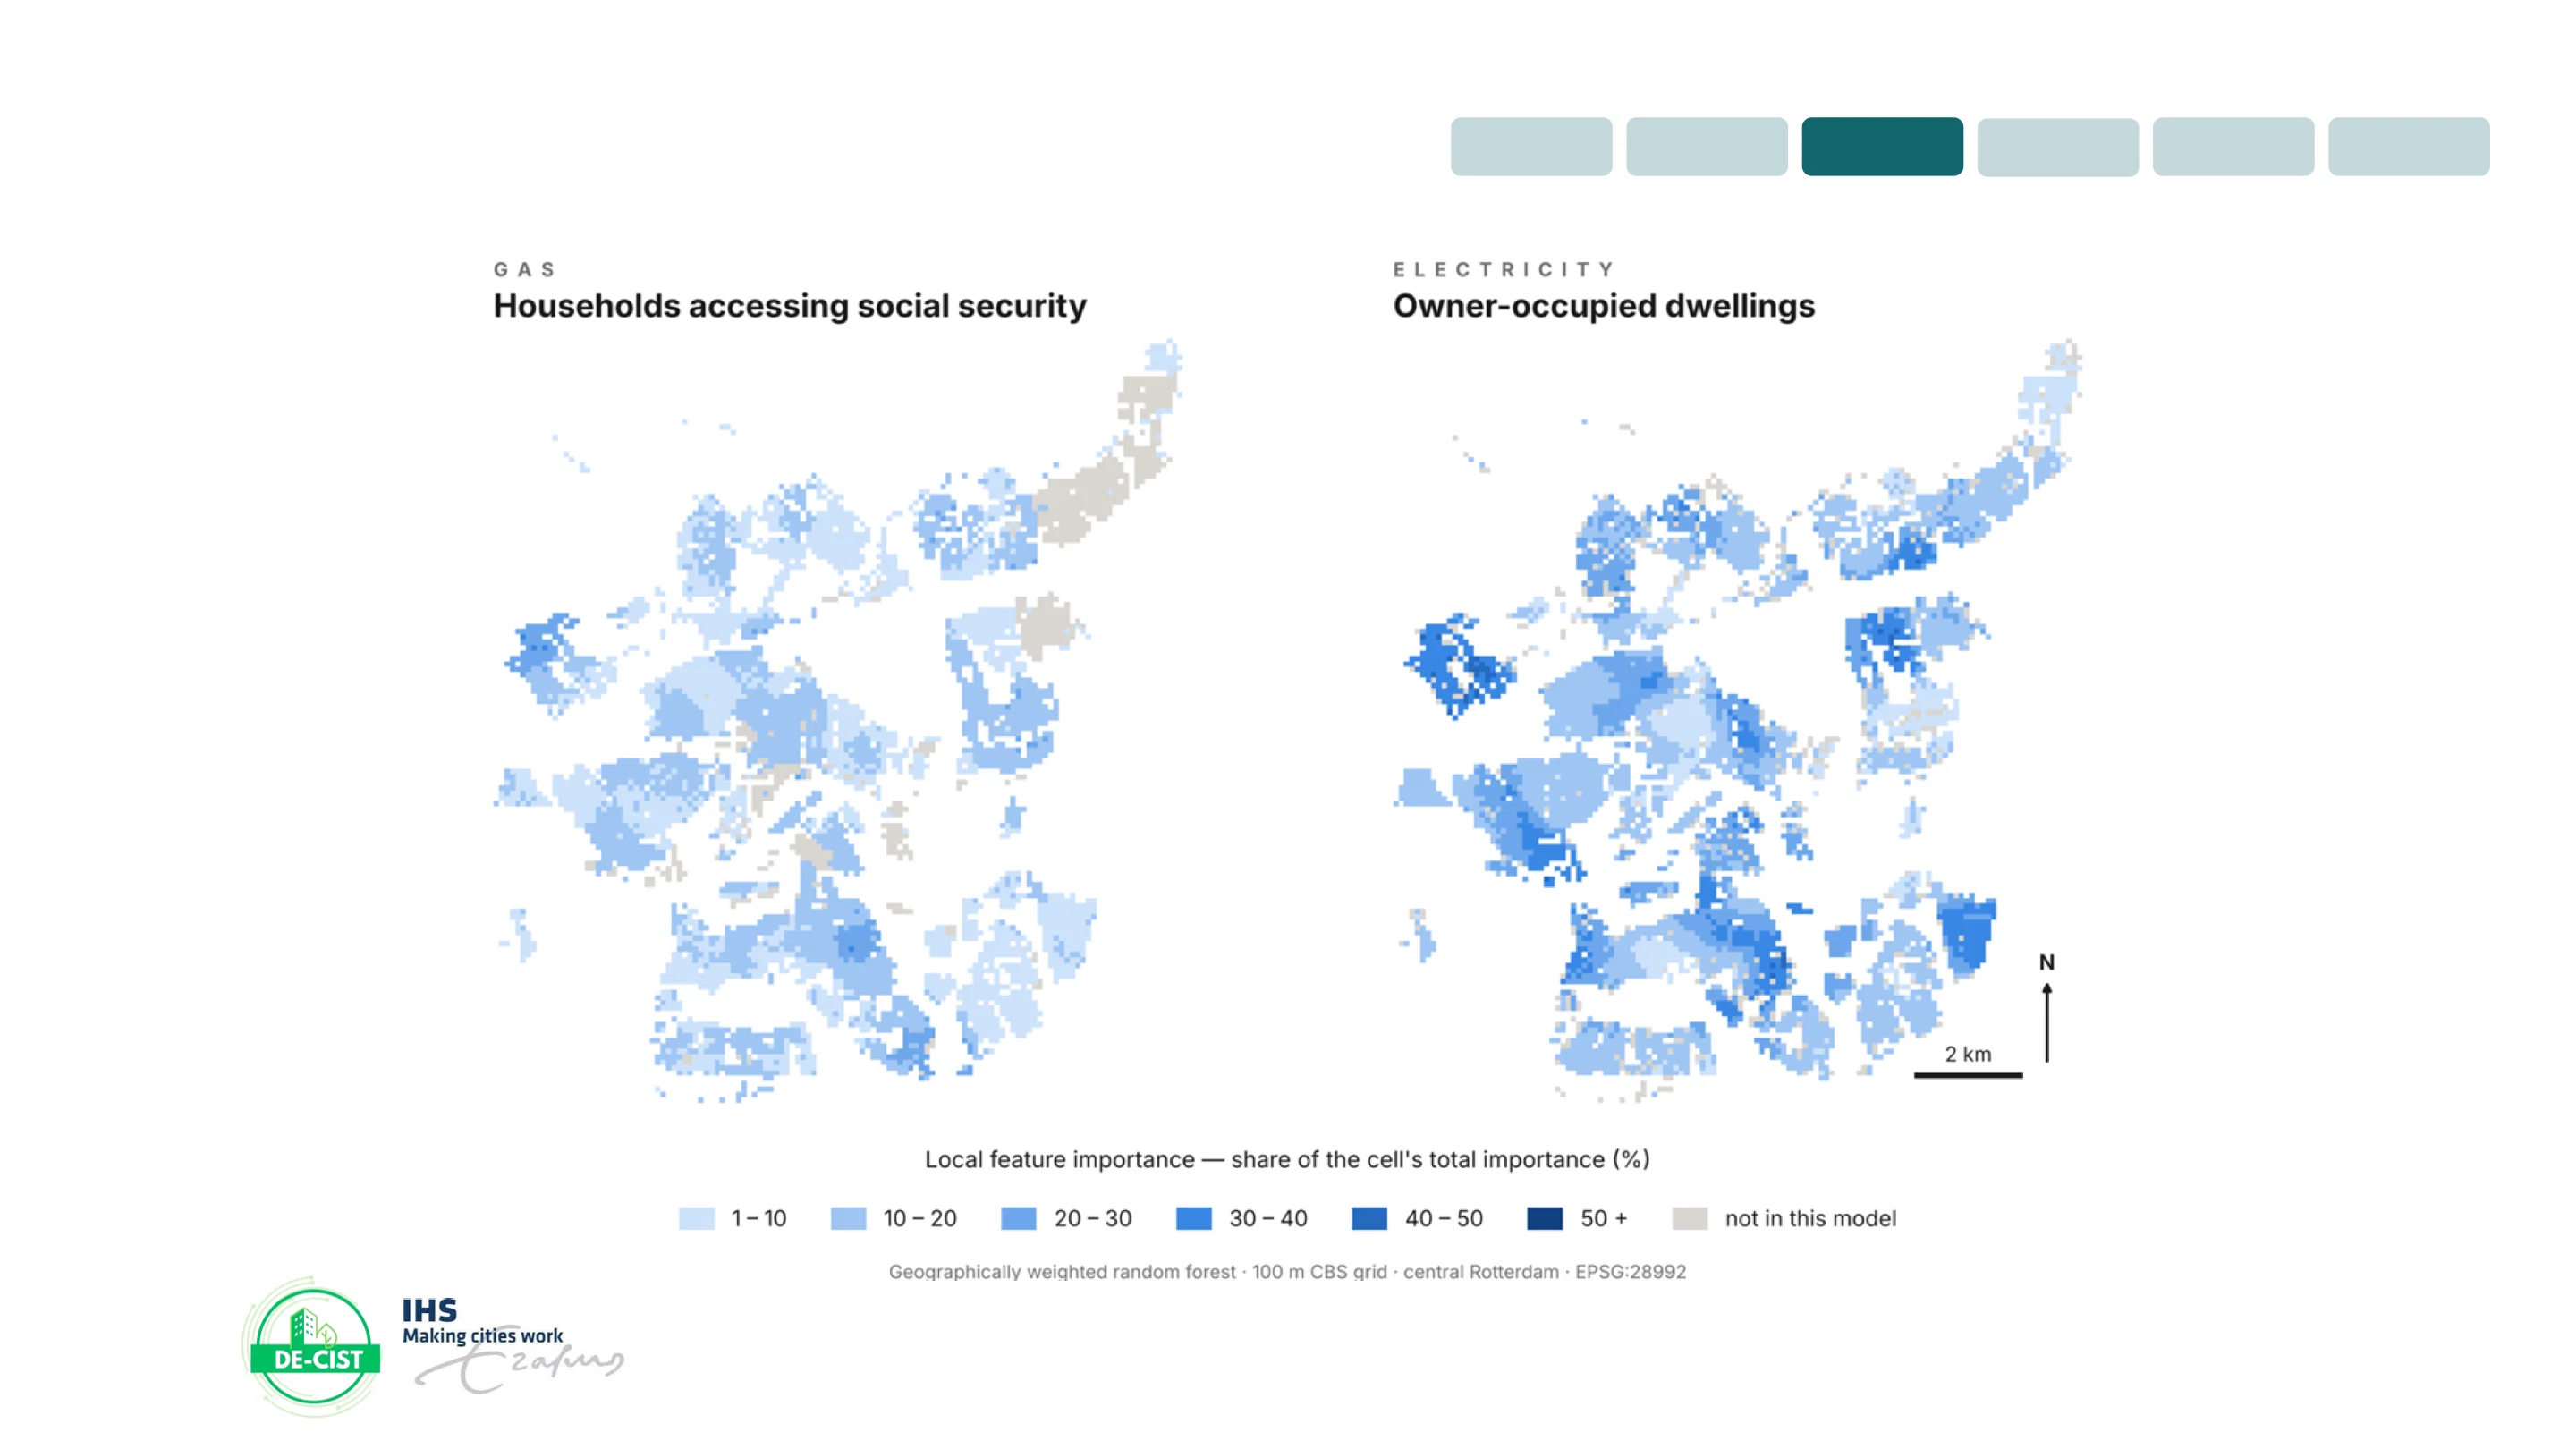 GAS
Households accessing social security
ELECTRICITY
Owner-occupied dwellings
N
2 km
Local feature importance — share of the cell's total importance (%)
1 – 10 10 – 20 20 – 30 30 – 40 40 – 50 50 + not in this model
Geographically weighted random forest · 100 m CBS grid · central Rotterdam · EPSG:28992
DE-CIST
IHS
Making cities work
Erasmus